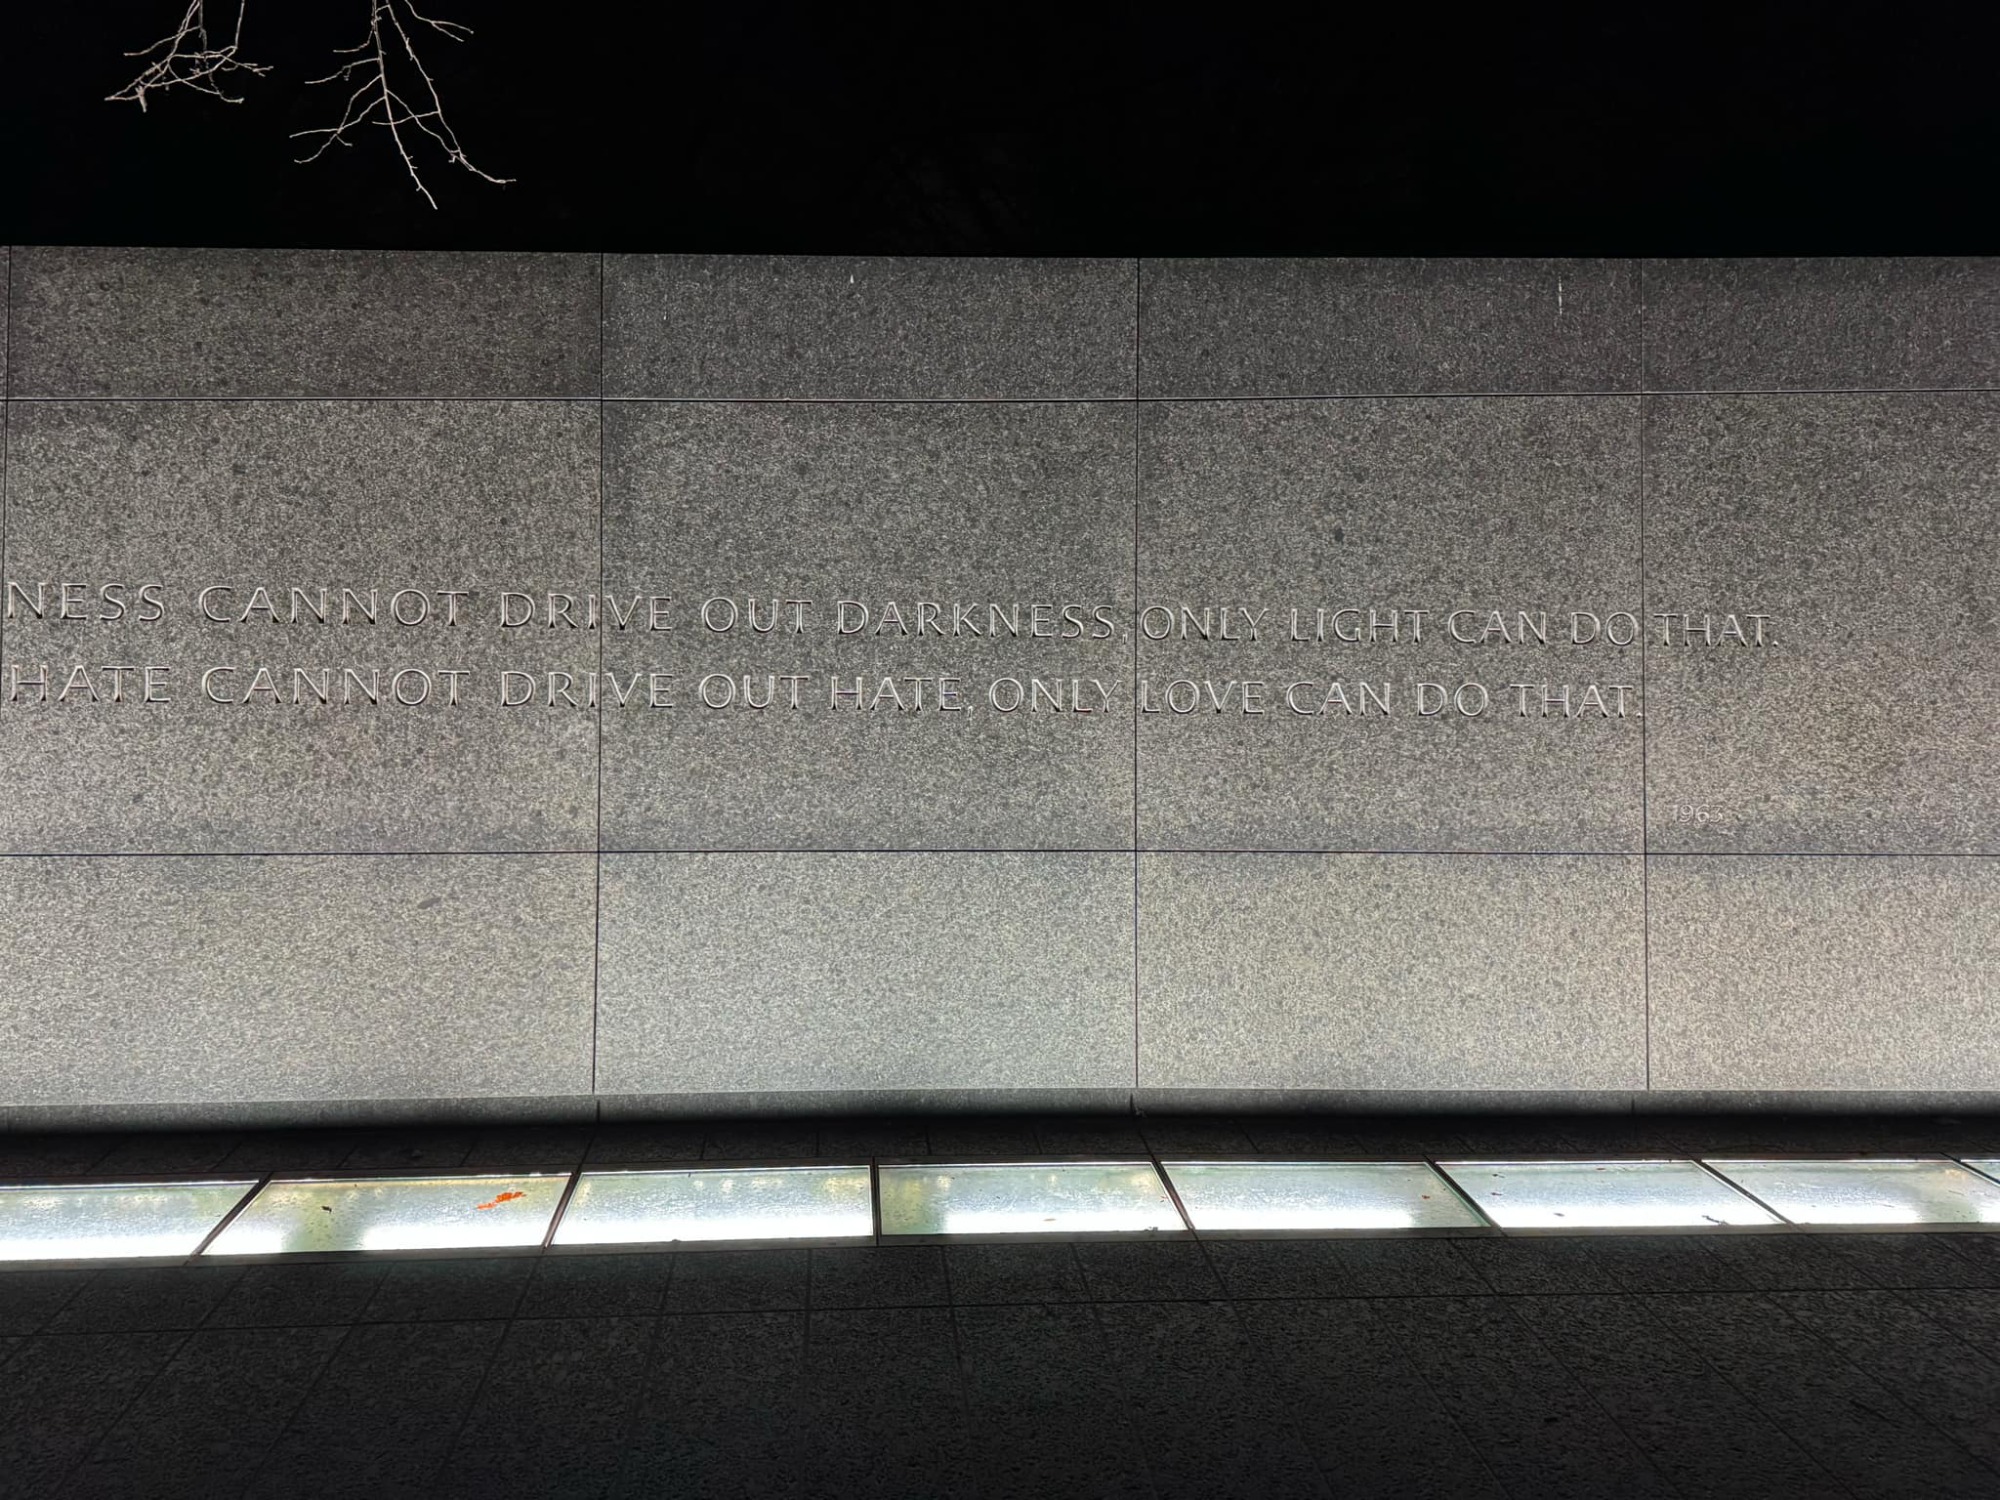 NESS CANNOT DRIVE OUT DARKNESS, ONLY LIGHT CAN DO THAT.
HATE CANNOT DRIVE OUT HATE, ONLY LOVE CAN DO THAT.
1963